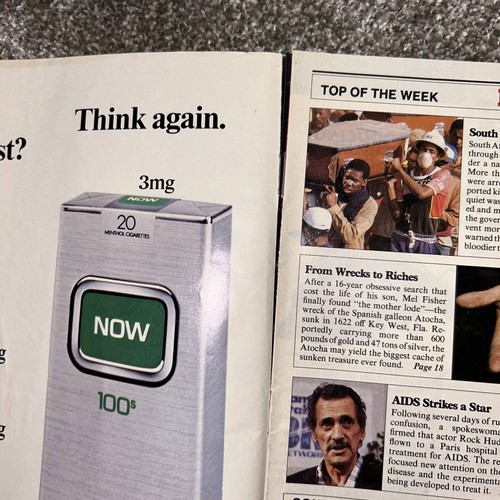 st?
Think again.
3mg
NOW
20
MENTHOL CIGARETTES
NOW
100s
g
g
TOP OF THE WEEK
South
South A
through
der a na
More th
were arr
ported ki
quiet was
ed and m
the gover
vent mor
warned th
bloodier t
From Wrecks to Riches
After a 16-year obsessive search that
cost the life of his son, Mel Fisher
finally found "the mother lode"—the
wreck of the Spanish galleon Atocha,
sunk in 1622 off Key West, Fla. Re-
portedly carrying more than 600
pounds of gold and 47 tons of silver, the
Atocha may yield the biggest cache of
sunken treasure ever found. Page 18
AIDS Strikes a Star
Following several days of ru
confusion, a spokeswoma
firmed that actor Rock Hud
flown to a Paris hospital
treatment for AIDS. The re
focused new attention on the
disease and the experiment
being developed to treat it.